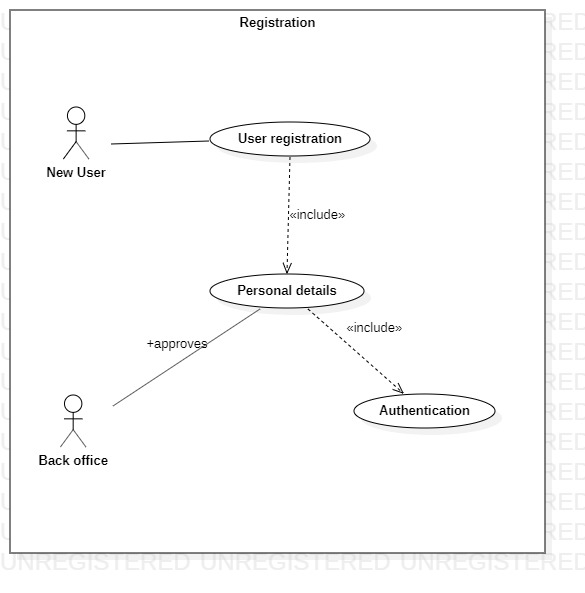 Registration
User registration
New User
«include»
Personal details
«include»
+approves
Authentication
Back office
UNREGISTERED UNREGISTERED UNREGISTERED